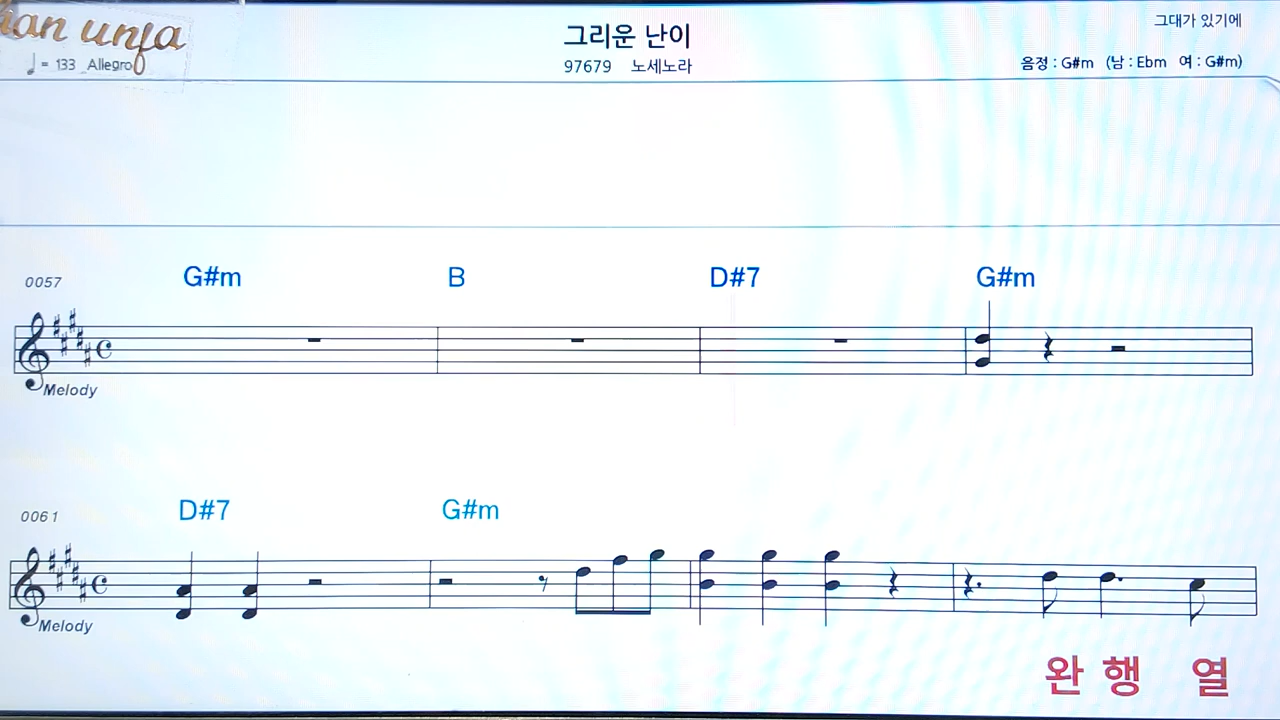 unja
그리운 난이
그대가 있기에
♩ = 133 Allegro
97679 노세노라
음정 : G#m (남 : Ebm 여 : G#m)
0057 G#m B D#7 G#m
Melody
0061 D#7 G#m
Melody
완 행 열